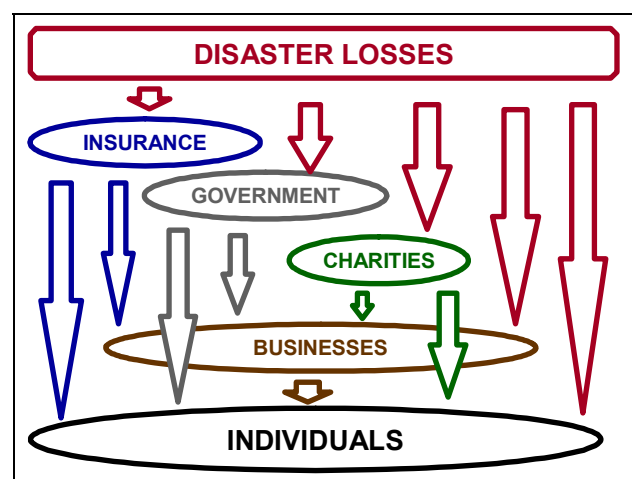 DISASTER LOSSES
INSURANCE
GOVERNMENT
CHARITIES
BUSINESSES
INDIVIDUALS